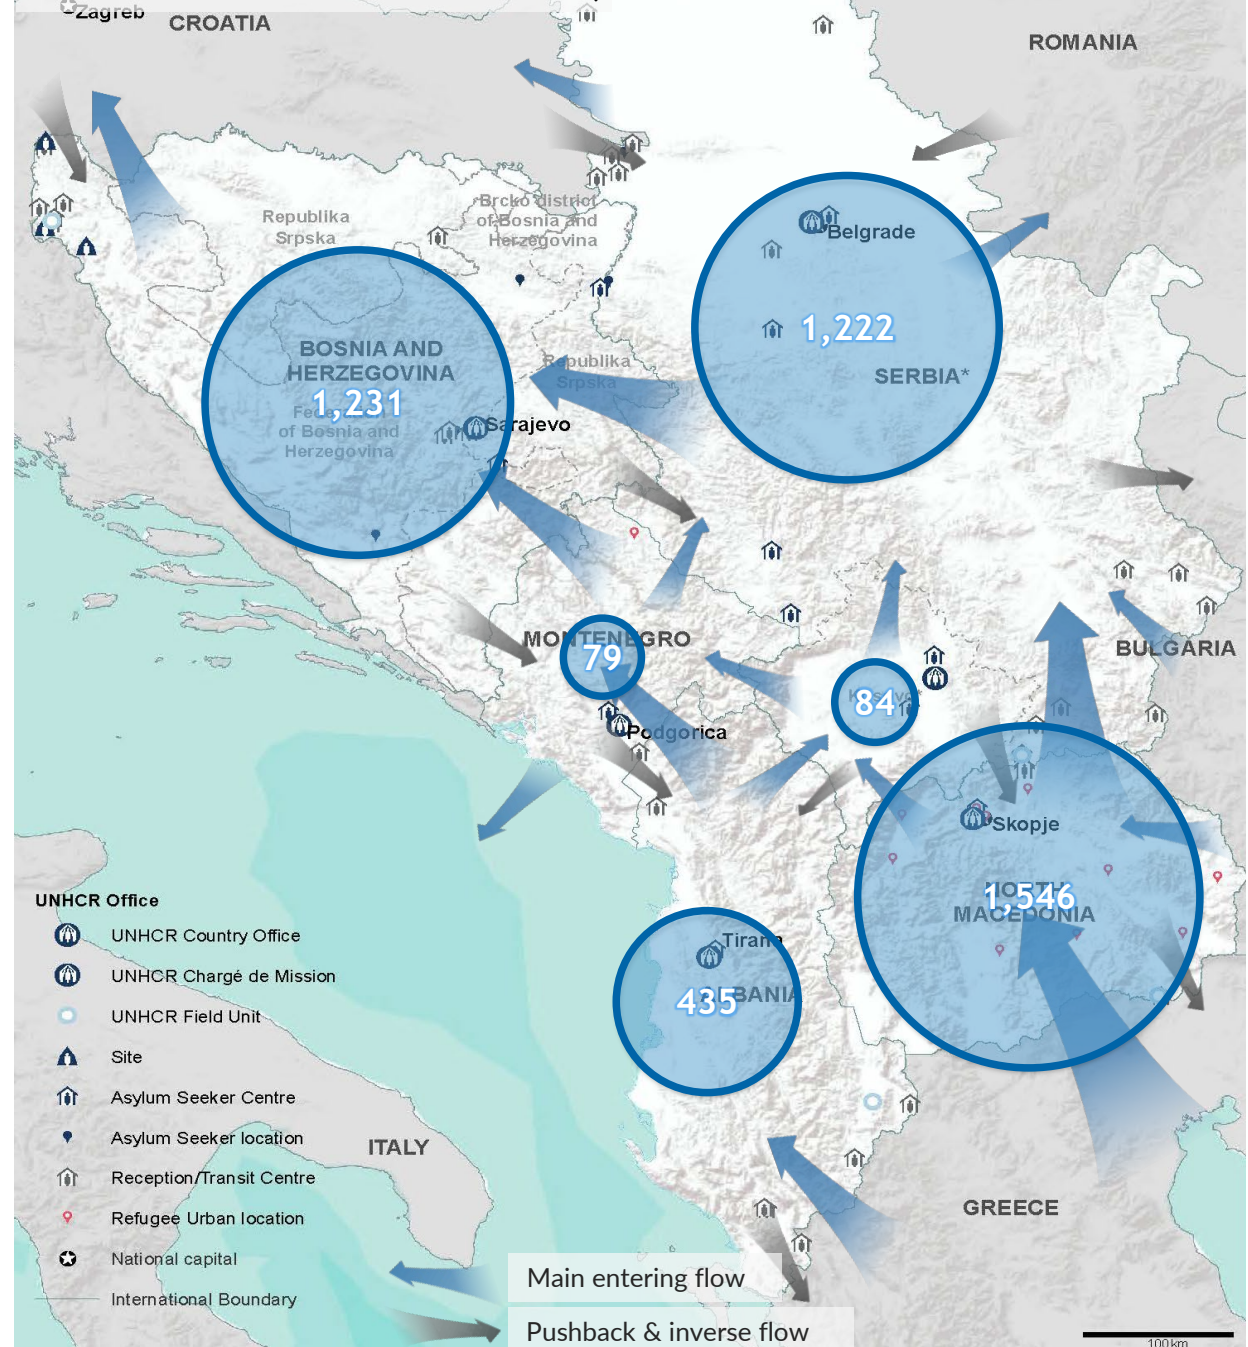 Zagreb
CROATIA
ROMANIA
Republika
Srpska
Brcko district
of Bosnia and
Herzegovina
Belgrade
1,222
SERBIA*
BOSNIA AND
HERZEGOVINA
1,231
of Bosnia and
Herzegovina
Sarajevo
Republika
Srpska
MONTENEGRO
79
Podgorica
84
BULGARIA
Skopje
NORTH
1,546
MACEDONIA
Tirana
ALBANIA
435
ITALY
GREECE
UNHCR Office
UNHCR Country Office
UNHCR Chargé de Mission
UNHCR Field Unit
Site
Asylum Seeker Centre
Asylum Seeker location
Reception/Transit Centre
Refugee Urban location
National capital
International Boundary
Main entering flow
Pushback & inverse flow
100km